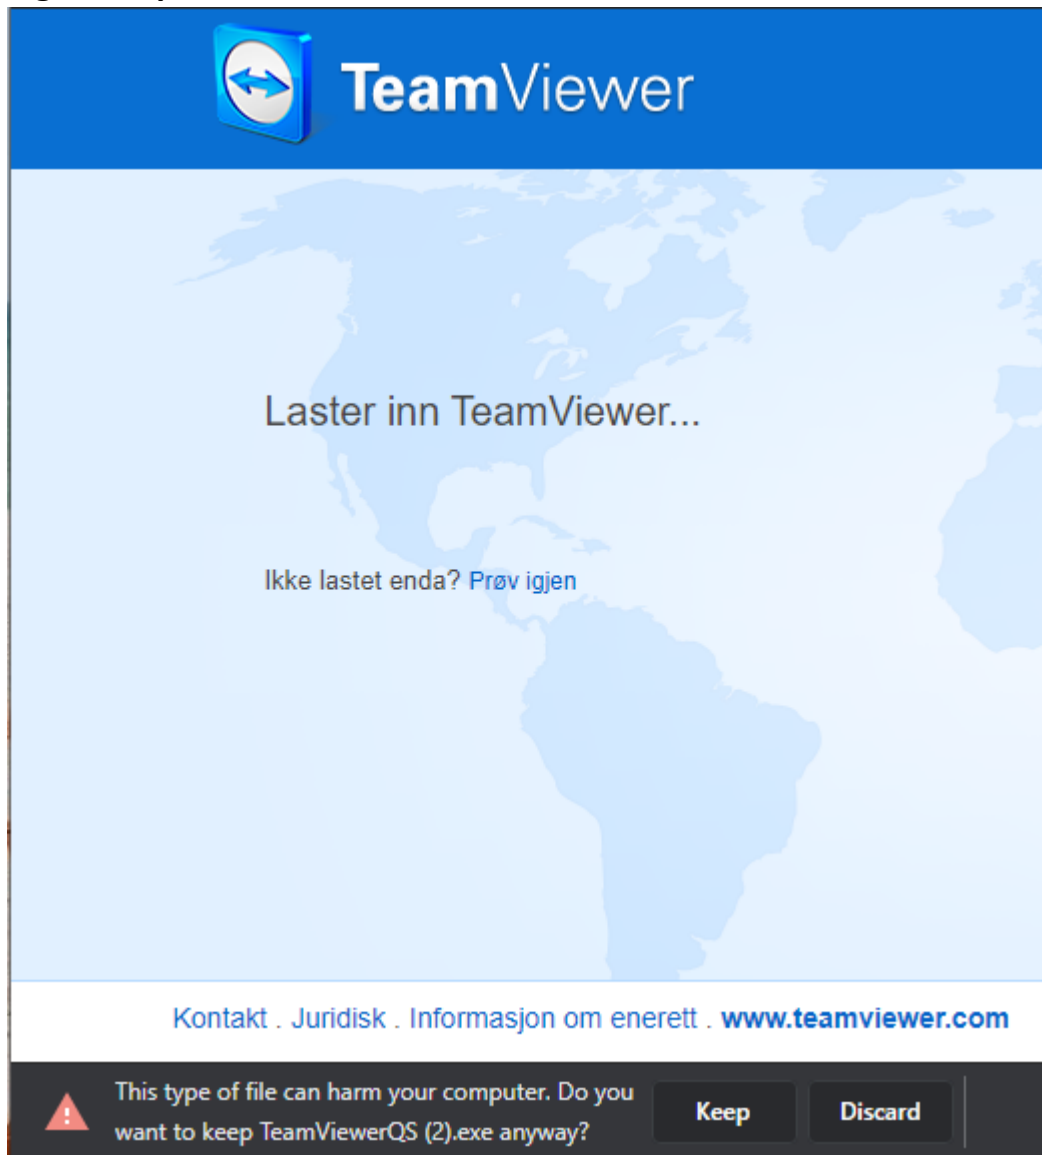 TeamViewer
Laster inn TeamViewer...
Ikke lastet enda? Prøv igjen
Kontakt . Juridisk . Informasjon om enerett . www.teamviewer.com
This type of file can harm your computer. Do you
want to keep TeamViewerQS (2).exe anyway?
Keep
Discard